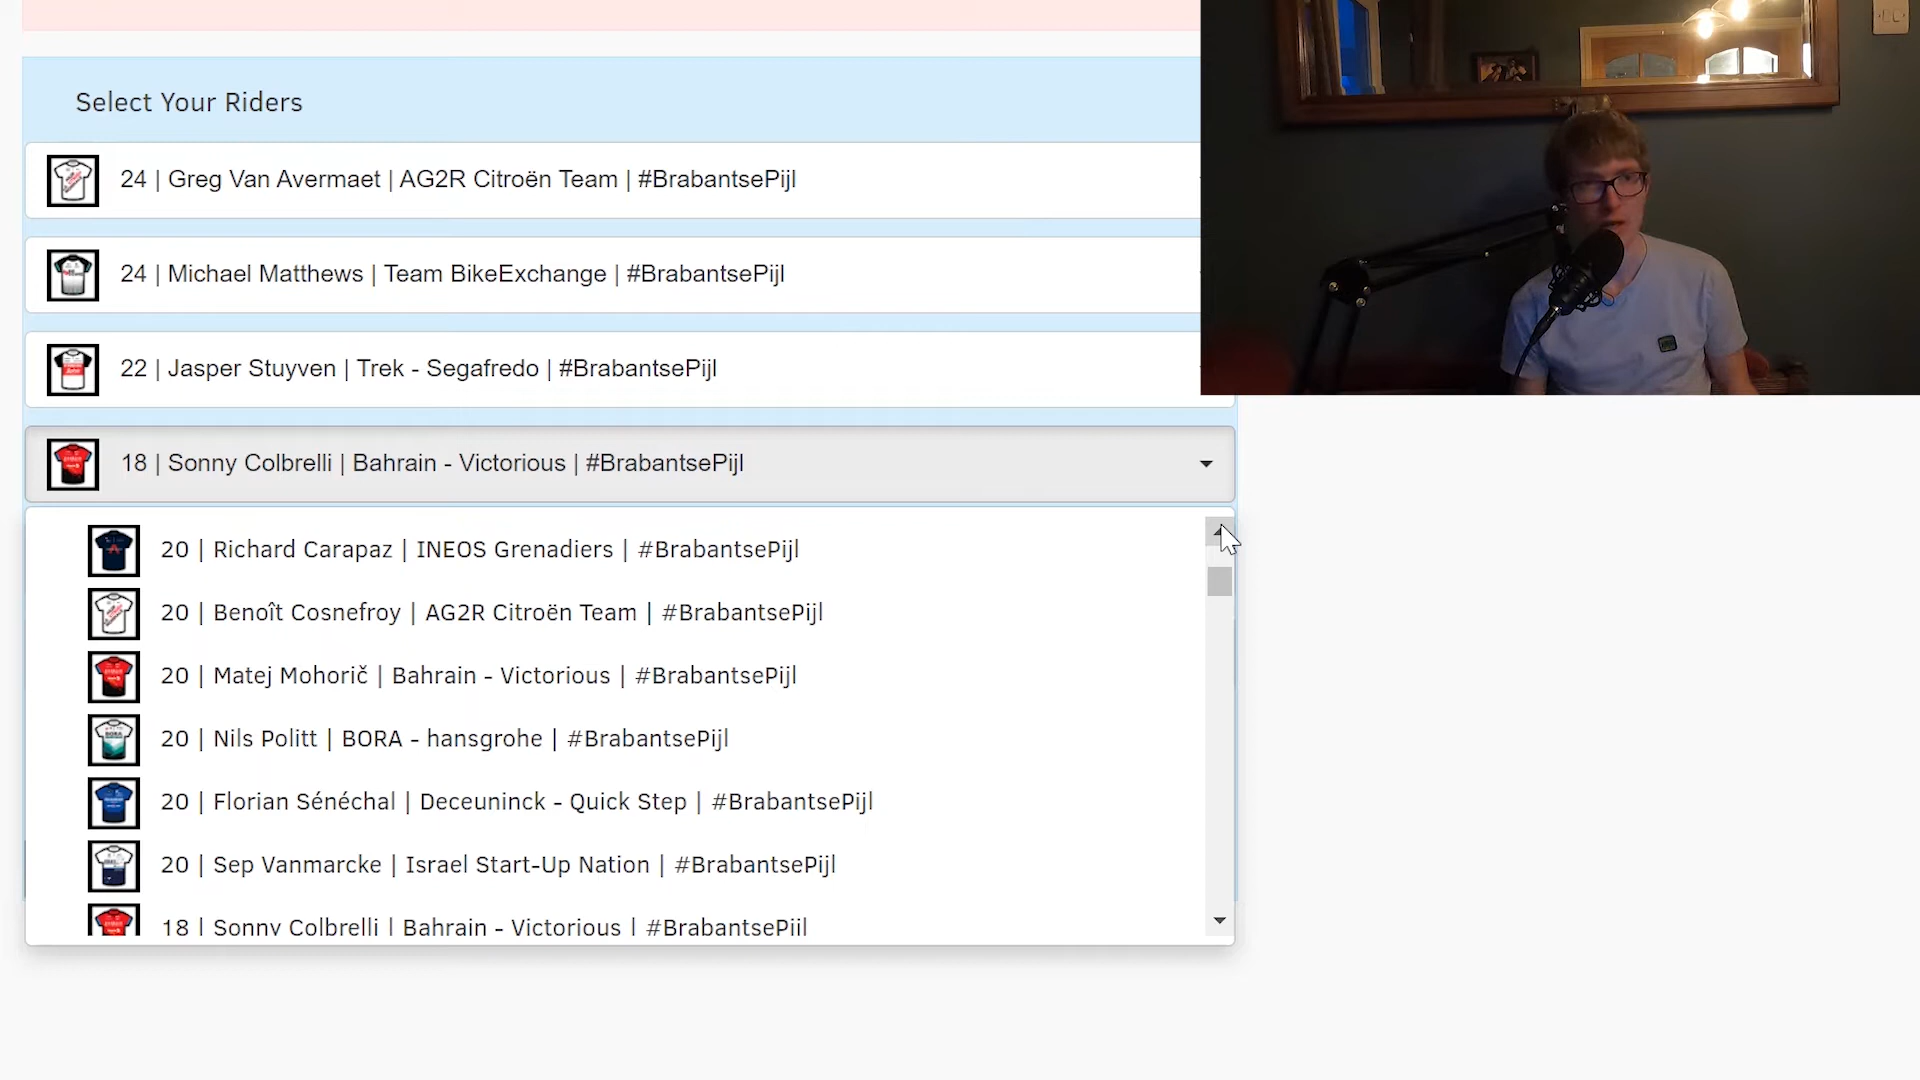 Select Your Riders
24 | Greg Van Avermaet | AG2R Citroën Team | #BrabantsePijl
24 | Michael Matthews | Team BikeExchange | #BrabantsePijl
22 | Jasper Stuyven | Trek - Segafredo | #BrabantsePijl
18 | Sonny Colbrelli | Bahrain - Victorious | #BrabantsePijl
20 | Richard Carapaz | INEOS Grenadiers | #BrabantsePijl
20 | Benoît Cosnefroy | AG2R Citroën Team | #BrabantsePijl
20 | Matej Mohorič | Bahrain - Victorious | #BrabantsePijl
20 | Nils Politt | BORA - hansgrohe | #BrabantsePijl
20 | Florian Sénéchal | Deceuninck - Quick Step | #BrabantsePijl
20 | Sep Vanmarcke | Israel Start-Up Nation | #BrabantsePijl
18 | Sonny Colbrelli | Bahrain - Victorious | #BrabantsePijl